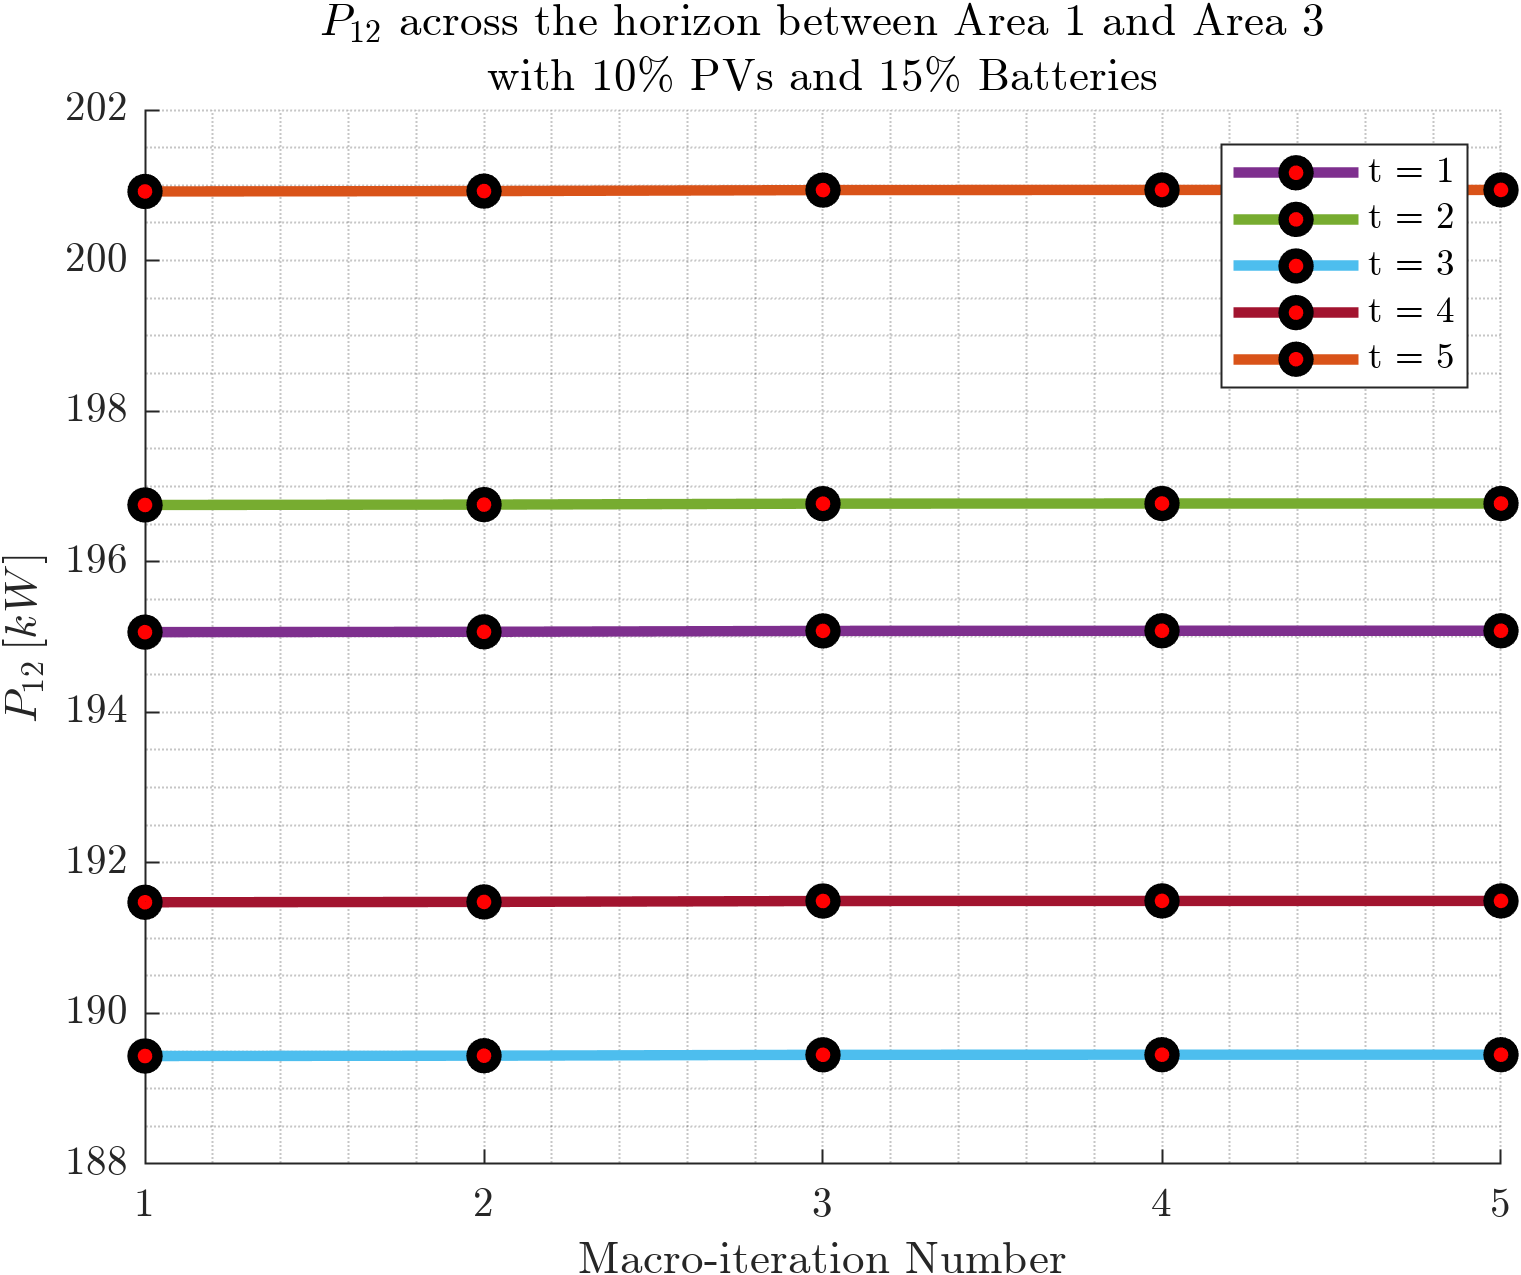 P12 across the horizon between Area 1 and Area 3
with 10% PVs and 15% Batteries
202
200
198
196
194
192
190
188
P12 [kW]
t = 1
t = 2
t = 3
t = 4
t = 5
1 2 3 4 5
Macro-iteration Number